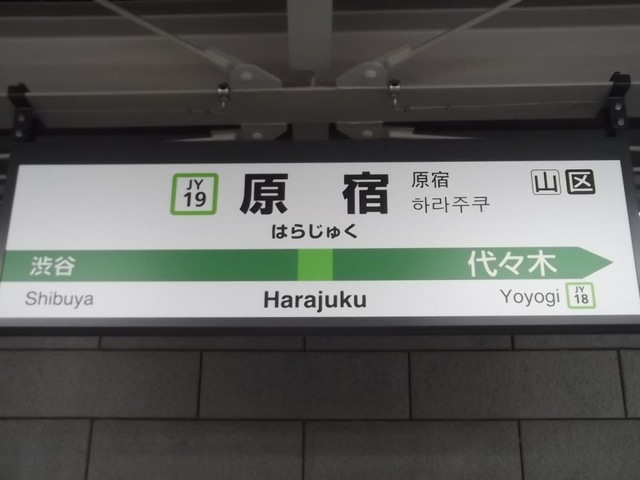 JY
19
原宿
原宿
하라주쿠
山 区
はらじゅく
渋谷
代々木
Shibuya
Harajuku
Yoyogi
JY
18